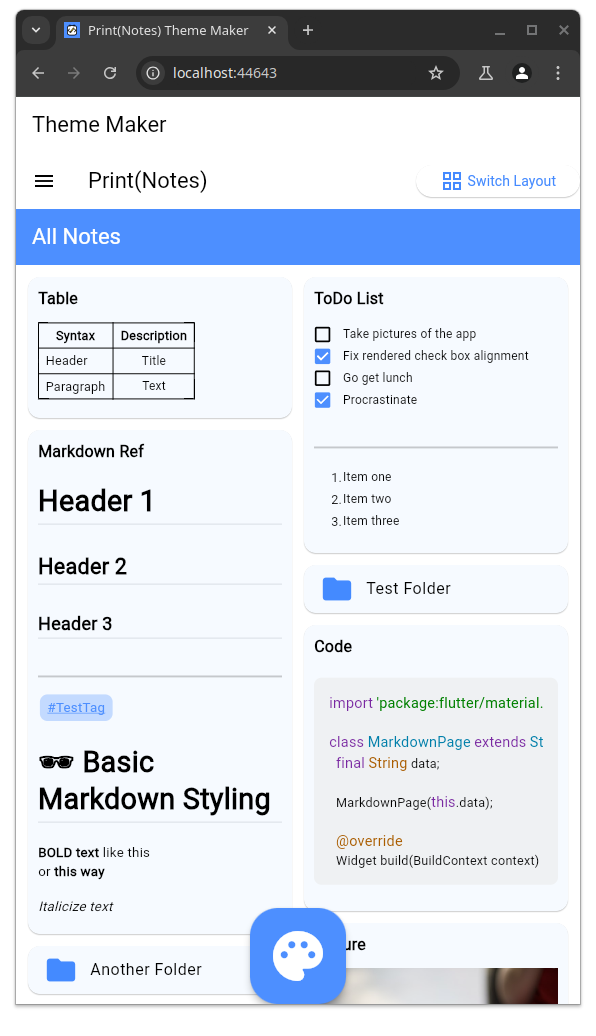 Print(Notes) Theme Maker
localhost:44643
Theme Maker
Print(Notes)
Switch Layout
All Notes
Table
Syntax Description
Header Title
Paragraph Text
Markdown Ref
Header 1
Header 2
Header 3
#TestTag
🕶️ Basic
Markdown Styling
BOLD text like this
or this way
Italicize text
Another Folder
ToDo List
Take pictures of the app
Fix rendered check box alignment
Go get lunch
Procrastinate
1. Item one
2. Item two
3. Item three
Test Folder
Code
import 'package:flutter/material.
class MarkdownPage extends St
final String data;
MarkdownPage(this.data);
@override
Widget build(BuildContext context)
ure